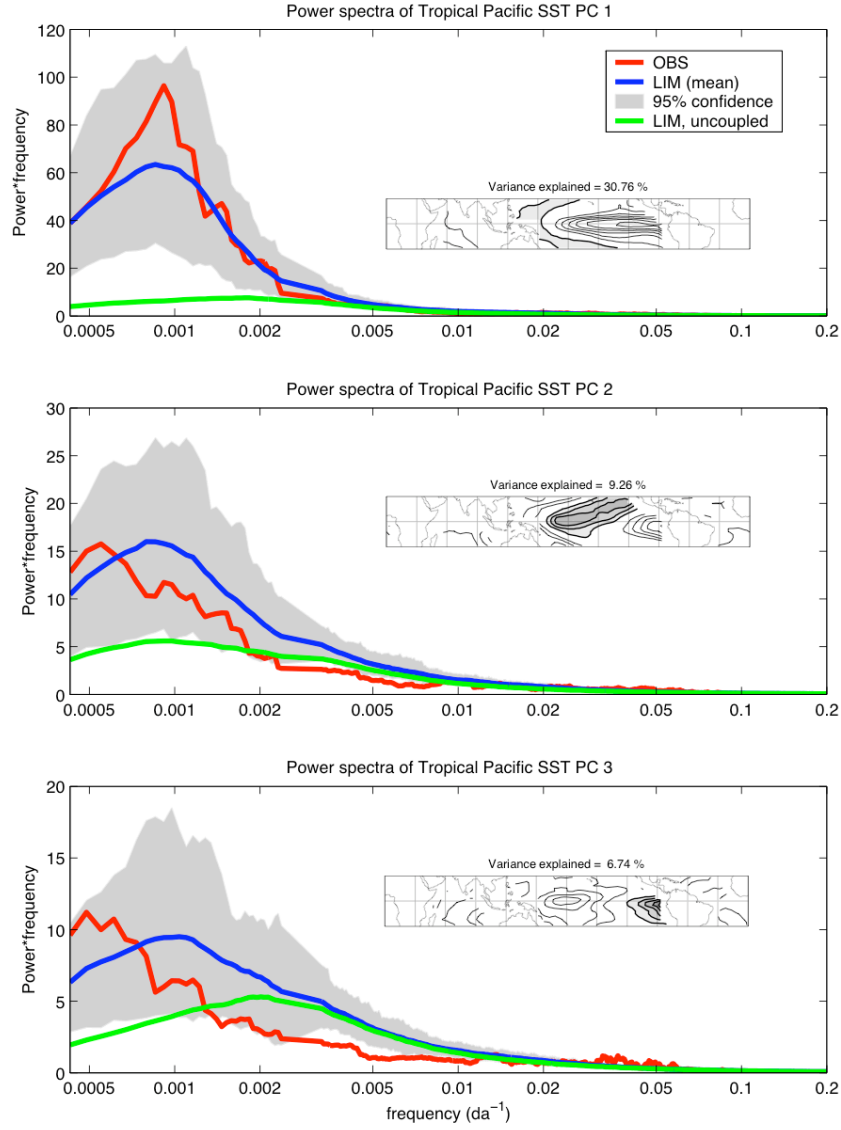 Power spectra of Tropical Pacific SST PC 1
120
100
80
60
40
20
0
Power*frequency
OBS
LIM (mean)
95% confidence
LIM, uncoupled
Variance explained = 30.76 %
0.0005 0.001 0.002 0.005 0.01 0.02 0.05 0.1 0.2
Power spectra of Tropical Pacific SST PC 2
30
25
20
15
10
5
0
Power*frequency
Variance explained = 9.26 %
0.0005 0.001 0.002 0.005 0.01 0.02 0.05 0.1 0.2
Power spectra of Tropical Pacific SST PC 3
20
15
10
5
0
Power*frequency
Variance explained = 6.74 %
0.0005 0.001 0.002 0.005 0.01 0.02 0.05 0.1 0.2
frequency (da⁻¹)